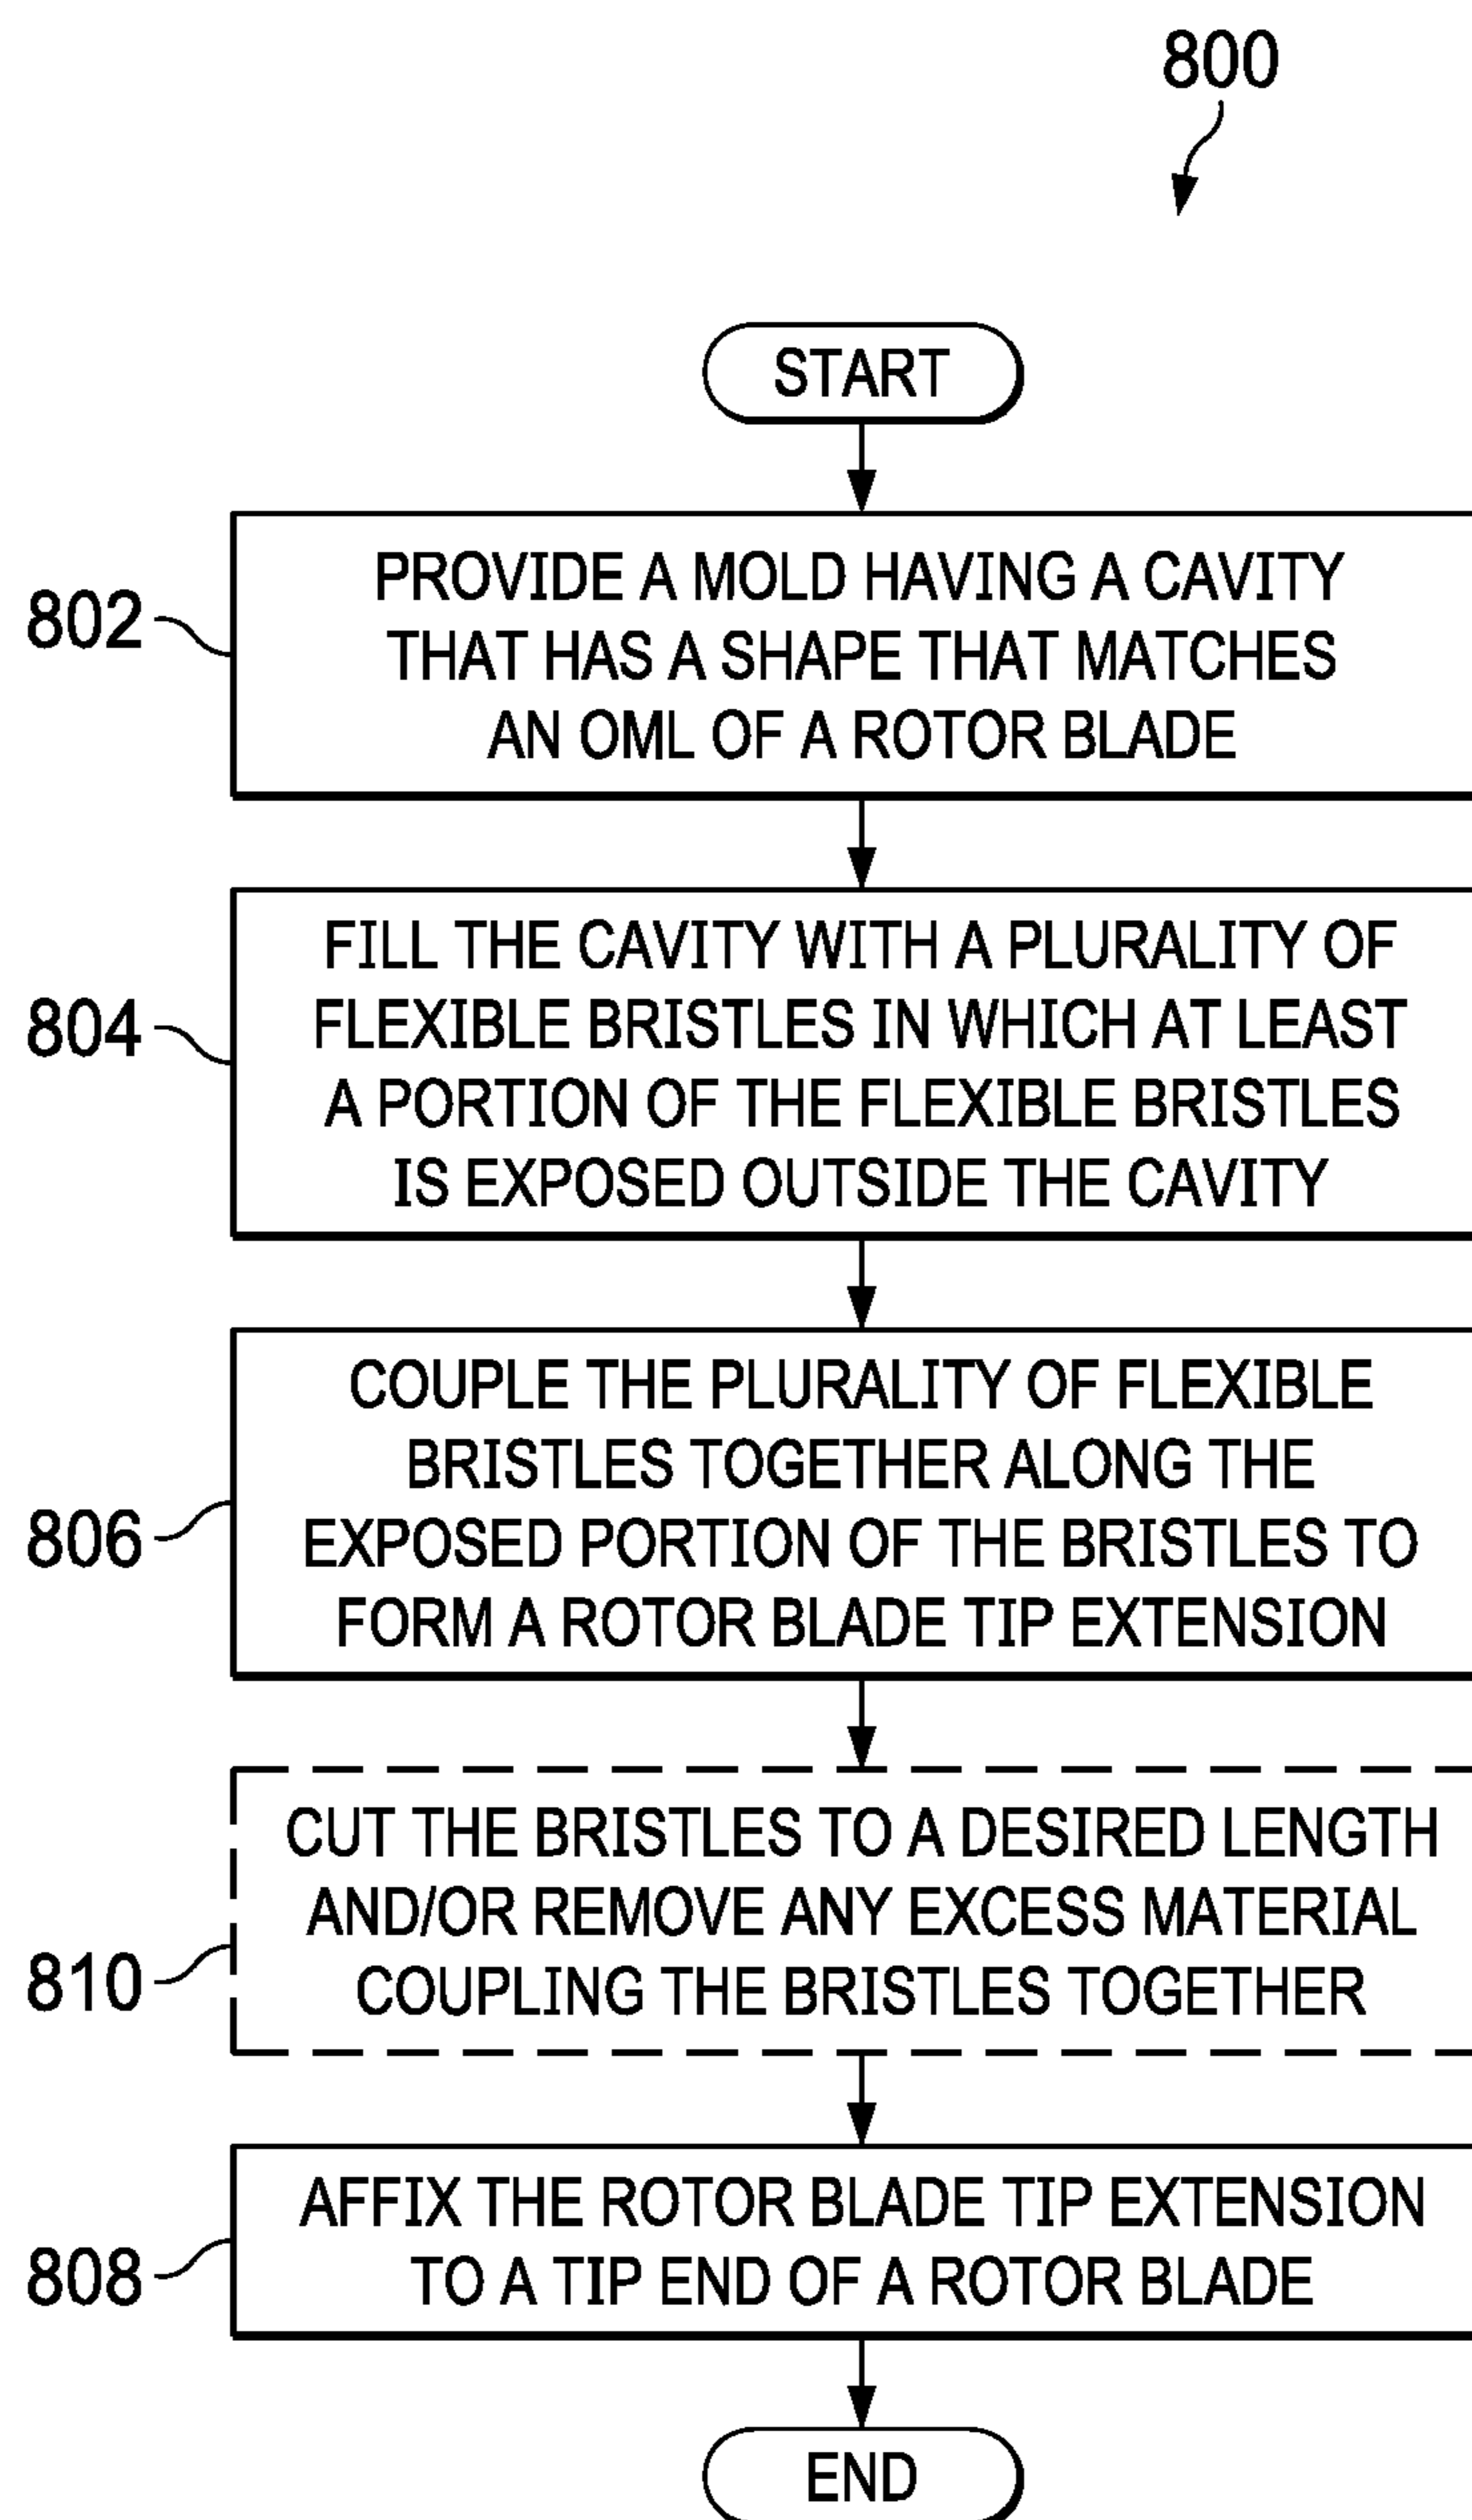 800
START
802
PROVIDE A MOLD HAVING A CAVITY
THAT HAS A SHAPE THAT MATCHES
AN OML OF A ROTOR BLADE
804
FILL THE CAVITY WITH A PLURALITY OF
FLEXIBLE BRISTLES IN WHICH AT LEAST
A PORTION OF THE FLEXIBLE BRISTLES
IS EXPOSED OUTSIDE THE CAVITY
806
COUPLE THE PLURALITY OF FLEXIBLE
BRISTLES TOGETHER ALONG THE
EXPOSED PORTION OF THE BRISTLES TO
FORM A ROTOR BLADE TIP EXTENSION
810
CUT THE BRISTLES TO A DESIRED LENGTH
AND/OR REMOVE ANY EXCESS MATERIAL
COUPLING THE BRISTLES TOGETHER
808
AFFIX THE ROTOR BLADE TIP EXTENSION
TO A TIP END OF A ROTOR BLADE
END